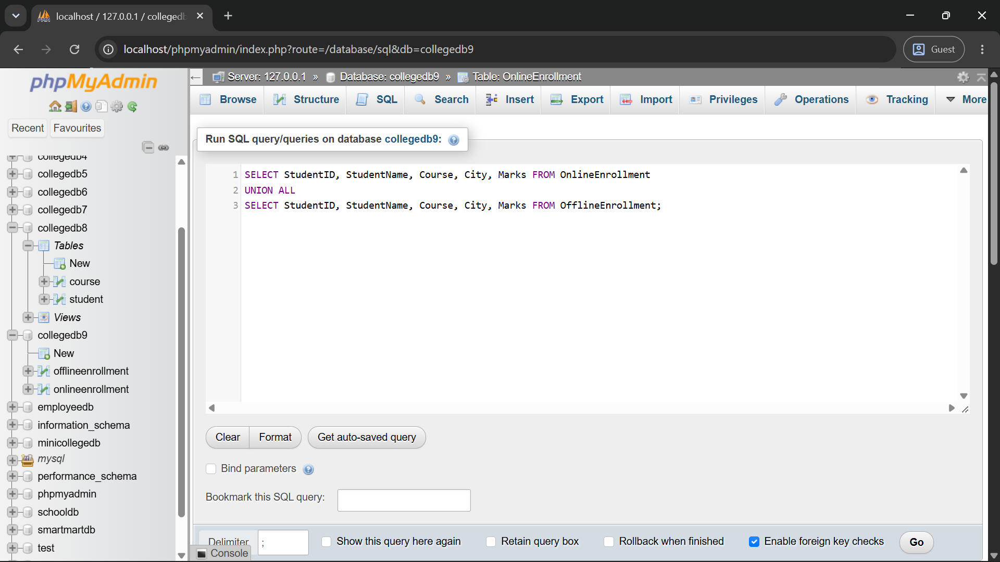 localhost / 127.0.0.1 / collegedb
localhost/phpmyadmin/index.php?route=/database/sql&db=collegedb9
Guest
phpMyAdmin
Recent
Favourites
collegedb4
collegedb5
collegedb6
collegedb7
collegedb8
Tables
New
course
student
Views
collegedb9
New
offlineenrollment
onlineenrollment
employeedb
information_schema
minicollegedb
mysql
performance_schema
phpmyadmin
schooldb
smartmartdb
test
Server: 127.0.0.1 » Database: collegedb9 » Table: OnlineEnrollment
Browse Structure SQL Search Insert Export Import Privileges Operations Tracking More
Run SQL query/queries on database collegedb9:
1 SELECT StudentID, StudentName, Course, City, Marks FROM OnlineEnrollment
2 UNION ALL
3 SELECT StudentID, StudentName, Course, City, Marks FROM OfflineEnrollment;
Clear Format Get auto-saved query
Bind parameters
Bookmark this SQL query:
Delimiter ; Show this query here again Retain query box Rollback when finished Enable foreign key checks Go
Console